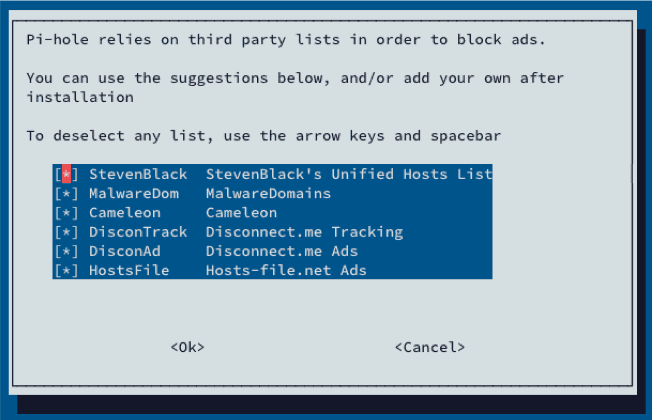 Pi-hole relies on third party lists in order to block ads.
You can use the suggestions below, and/or add your own after
installation
To deselect any list, use the arrow keys and spacebar
[*] StevenBlack  StevenBlack's Unified Hosts List
[*] MalwareDom   MalwareDomains
[*] Cameleon     Cameleon
[*] DisconTrack  Disconnect.me Tracking
[*] DisconAd     Disconnect.me Ads
[*] HostsFile    Hosts-file.net Ads
<Ok>                      <Cancel>